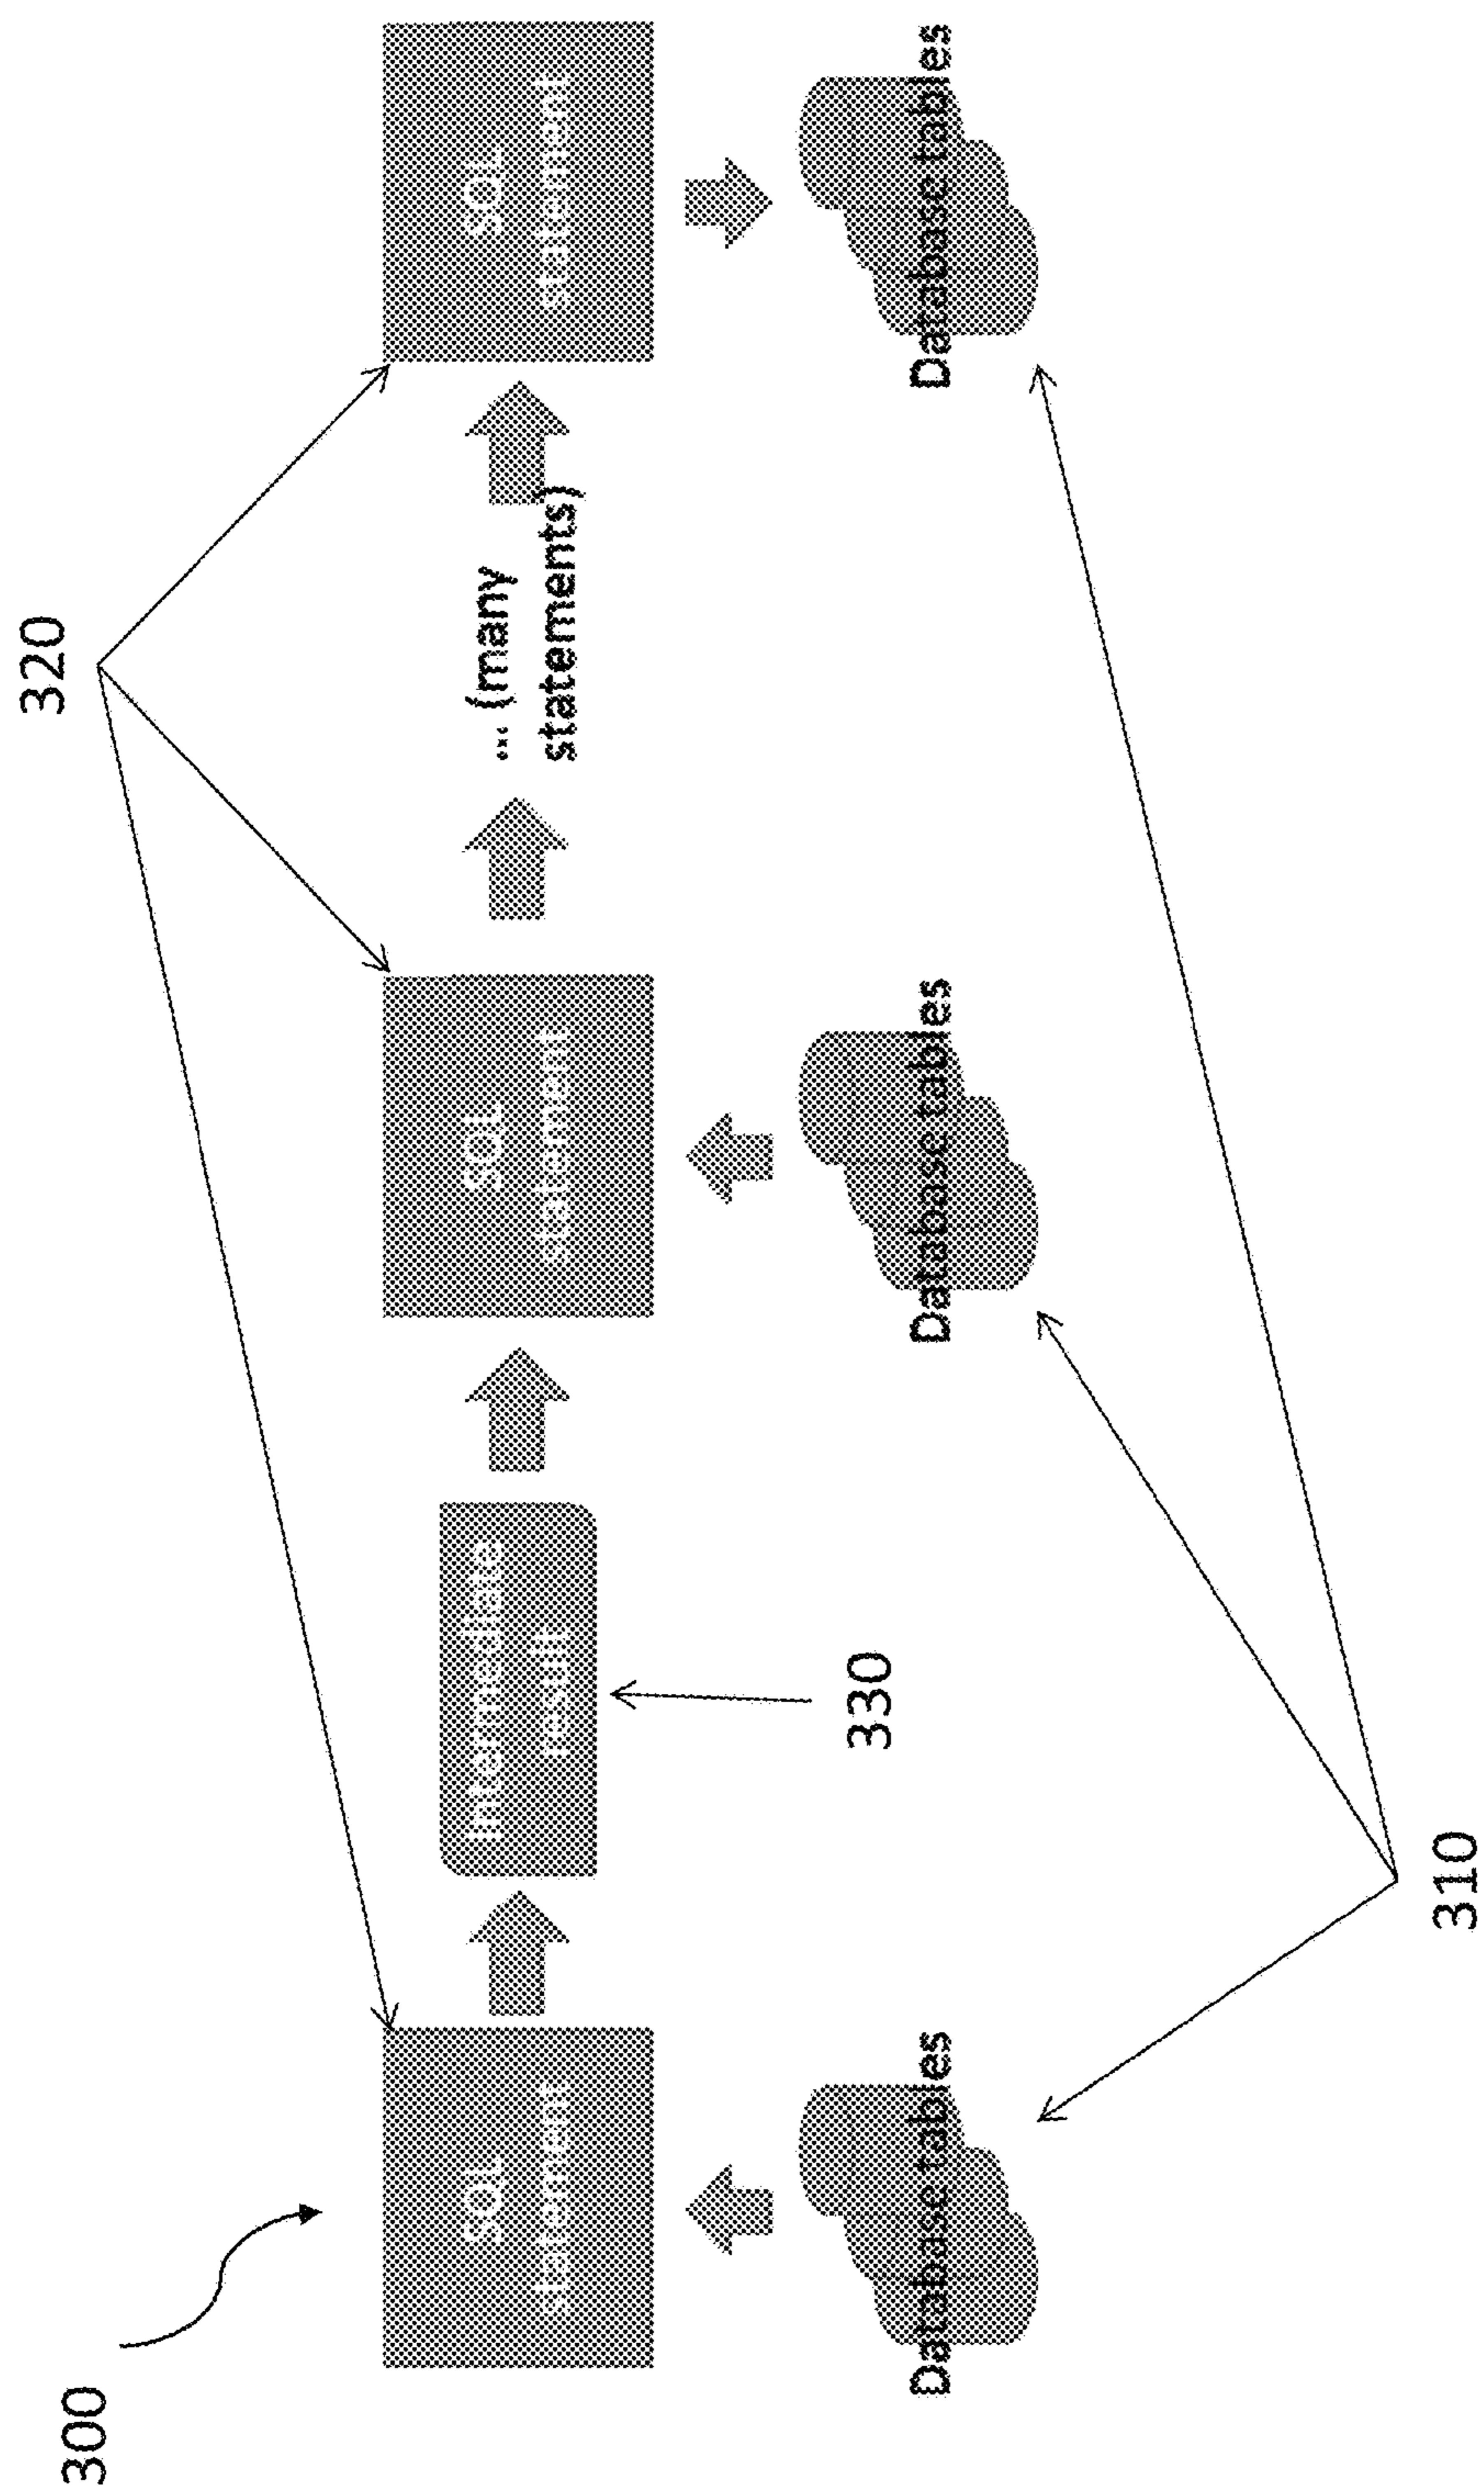 300
320
SQL
statement
Intermediate
result
SQL
statement
... (many
statements)
SQL
statement
330
Database tables
Database tables
Database tables
310